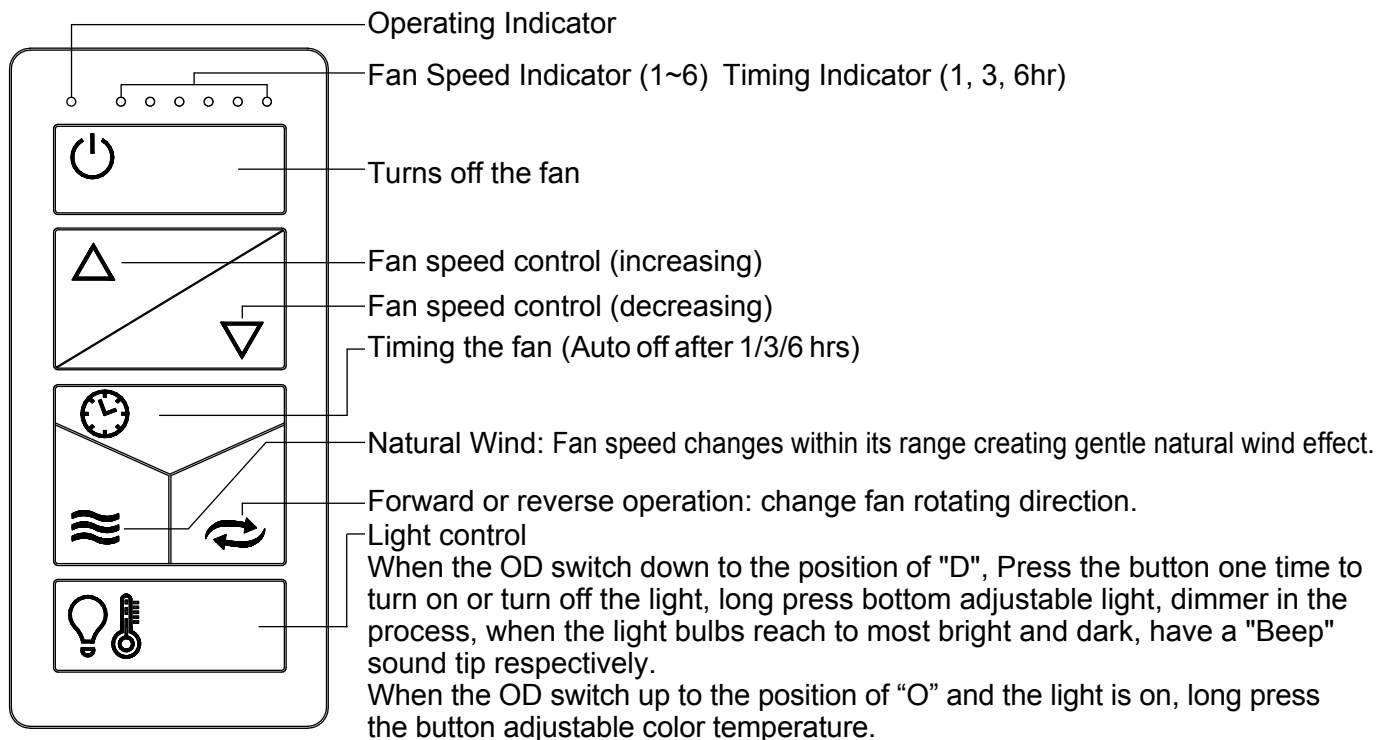 Operating Indicator
Fan Speed Indicator (1~6)  Timing Indicator (1, 3, 6hr)
Turns off the fan
Fan speed control (increasing)
Fan speed control (decreasing)
Timing the fan (Auto off after 1/3/6 hrs)
Natural Wind: Fan speed changes within its range creating gentle natural wind effect.
Forward or reverse operation: change fan rotating direction.
Light control
When the OD switch down to the position of "D", Press the button one time to
turn on or turn off the light, long press bottom adjustable light, dimmer in the
process, when the light bulbs reach to most bright and dark, have a "Beep"
sound tip respectively.
When the OD switch up to the position of “O” and the light is on, long press
the button adjustable color temperature.